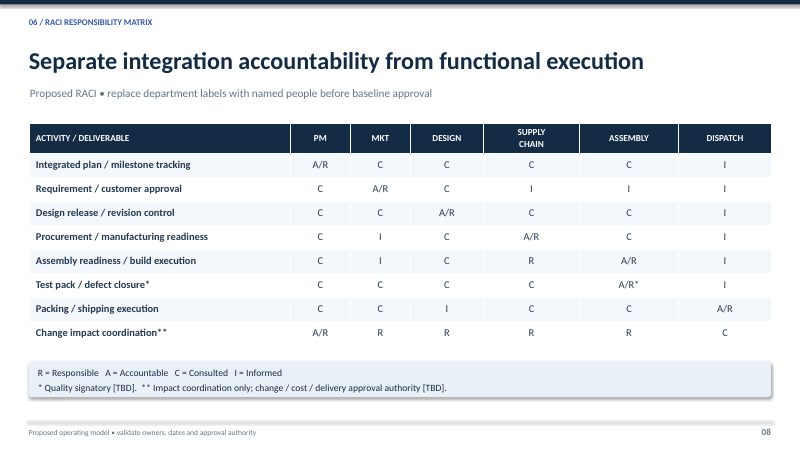 06 / RACI RESPONSIBILITY MATRIX
Separate integration accountability from functional execution
Proposed RACI • replace department labels with named people before baseline approval
ACTIVITY / DELIVERABLE PM MKT DESIGN SUPPLY CHAIN ASSEMBLY DISPATCH
Integrated plan / milestone tracking A/R C C C C I
Requirement / customer approval C A/R C I I I
Design release / revision control C C A/R C C I
Procurement / manufacturing readiness C I C A/R C I
Assembly readiness / build execution C I C R A/R I
Test pack / defect closure* C C C C A/R* I
Packing / shipping execution C C I C C A/R
Change impact coordination** A/R R R R R C
R = Responsible A = Accountable C = Consulted I = Informed
* Quality signatory [TBD]. ** Impact coordination only; change / cost / delivery approval authority [TBD].
Proposed operating model • validate owners, dates and approval authority 08